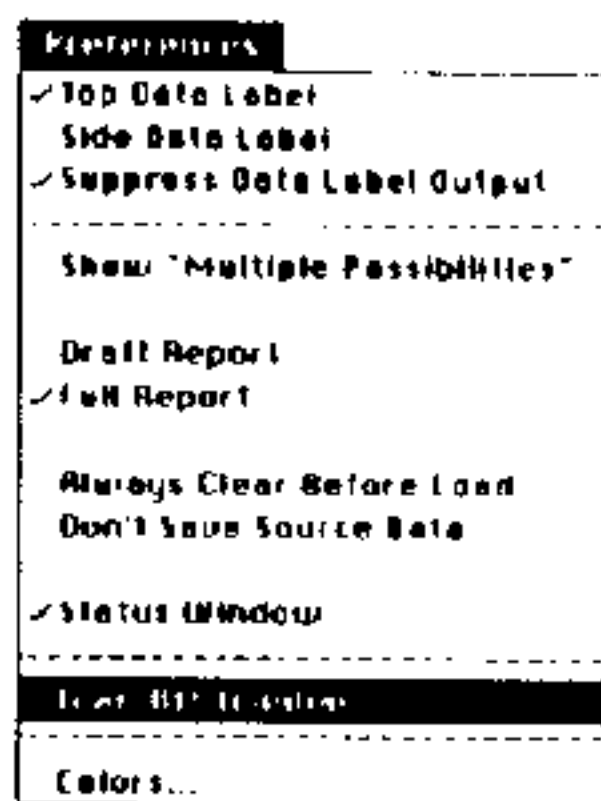 Preferences
✓Top Data Label
Side Data Label
✓Suppress Data Label Output
Show "Multiple Possibilities"
Draft Report
✓Full Report
Always Clear Before Load
Don't Save Source Data
✓Status Window
Colors...